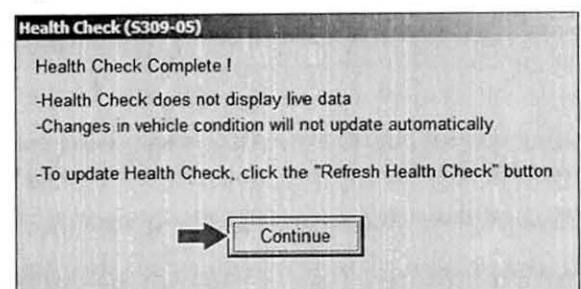 Health Check (S309-05)
Health Check Complete !
-Health Check does not display live data
-Changes in vehicle condition will not update automatically
-To update Health Check, click the "Refresh Health Check" button
Continue